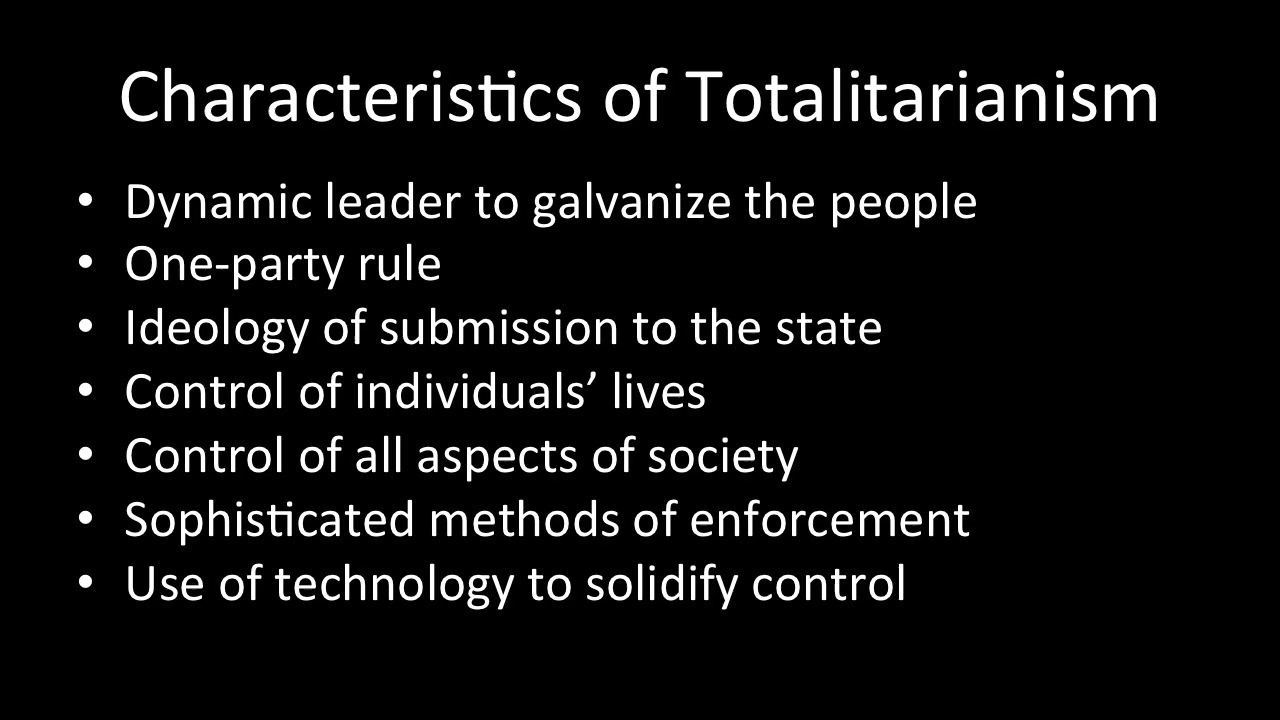 Characteristics of Totalitarianism
• Dynamic leader to galvanize the people
• One-party rule
• Ideology of submission to the state
• Control of individuals’ lives
• Control of all aspects of society
• Sophisticated methods of enforcement
• Use of technology to solidify control